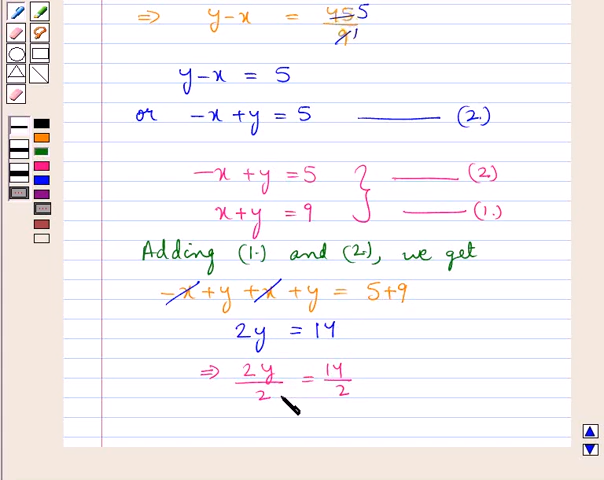 ⇒ y-x = 45 5 / 9 1
y-x = 5
or -x+y = 5 ——— (2.)
-x+y = 5 } ——— (2)
x+y = 9 } ——— (1.)
Adding (1.) and (2), we get
-x+y+x+y = 5+9
2y = 14
⇒ 2y/2 = 14/2